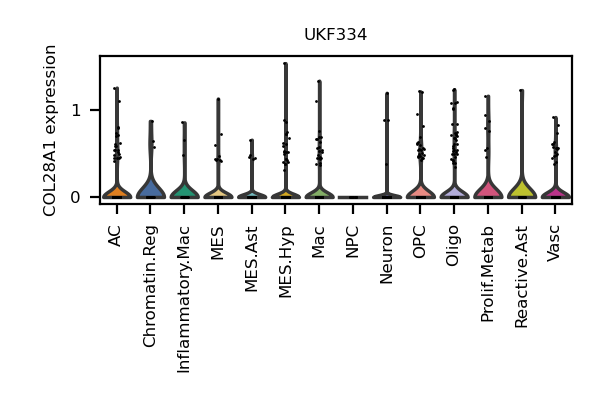 UKF334
COL28A1 expression
1
0
AC
Chromatin.Reg
Inflammatory.Mac
MES
MES.Ast
MES.Hyp
Mac
NPC
Neuron
OPC
Oligo
Prolif.Metab
Reactive.Ast
Vasc